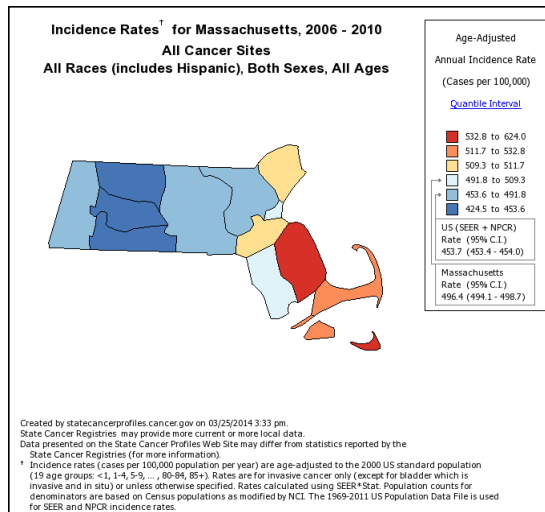 Incidence Rates† for Massachusetts, 2006 - 2010
All Cancer Sites
All Races (includes Hispanic), Both Sexes, All Ages
Age-Adjusted
Annual Incidence Rate
(Cases per 100,000)
Quantile Interval
532.8 to 624.0
511.7 to 532.8
509.3 to 511.7
491.8 to 509.3
453.6 to 491.8
424.5 to 453.6
US (SEER + NPCR)
Rate (95% C.I.)
453.7 (453.4 - 454.0)
Massachusetts
Rate (95% C.I.)
496.4 (494.1 - 498.7)
Created by statecancerprofiles.cancer.gov on 03/25/2014 3:33 pm.
State Cancer Registries may provide more current or more local data.
Data presented on the State Cancer Profiles Web Site may differ from statistics reported by the
State Cancer Registries (for more information).
† Incidence rates (cases per 100,000 population per year) are age-adjusted to the 2000 US standard population
(19 age groups: <1, 1-4, 5-9, ... , 80-84, 85+). Rates are for invasive cancer only (except for bladder which is
invasive and in situ) or unless otherwise specified. Rates calculated using SEER*Stat. Population counts for
denominators are based on Census populations as modified by NCI. The 1969-2011 US Population Data File is used
for SEER and NPCR incidence rates.